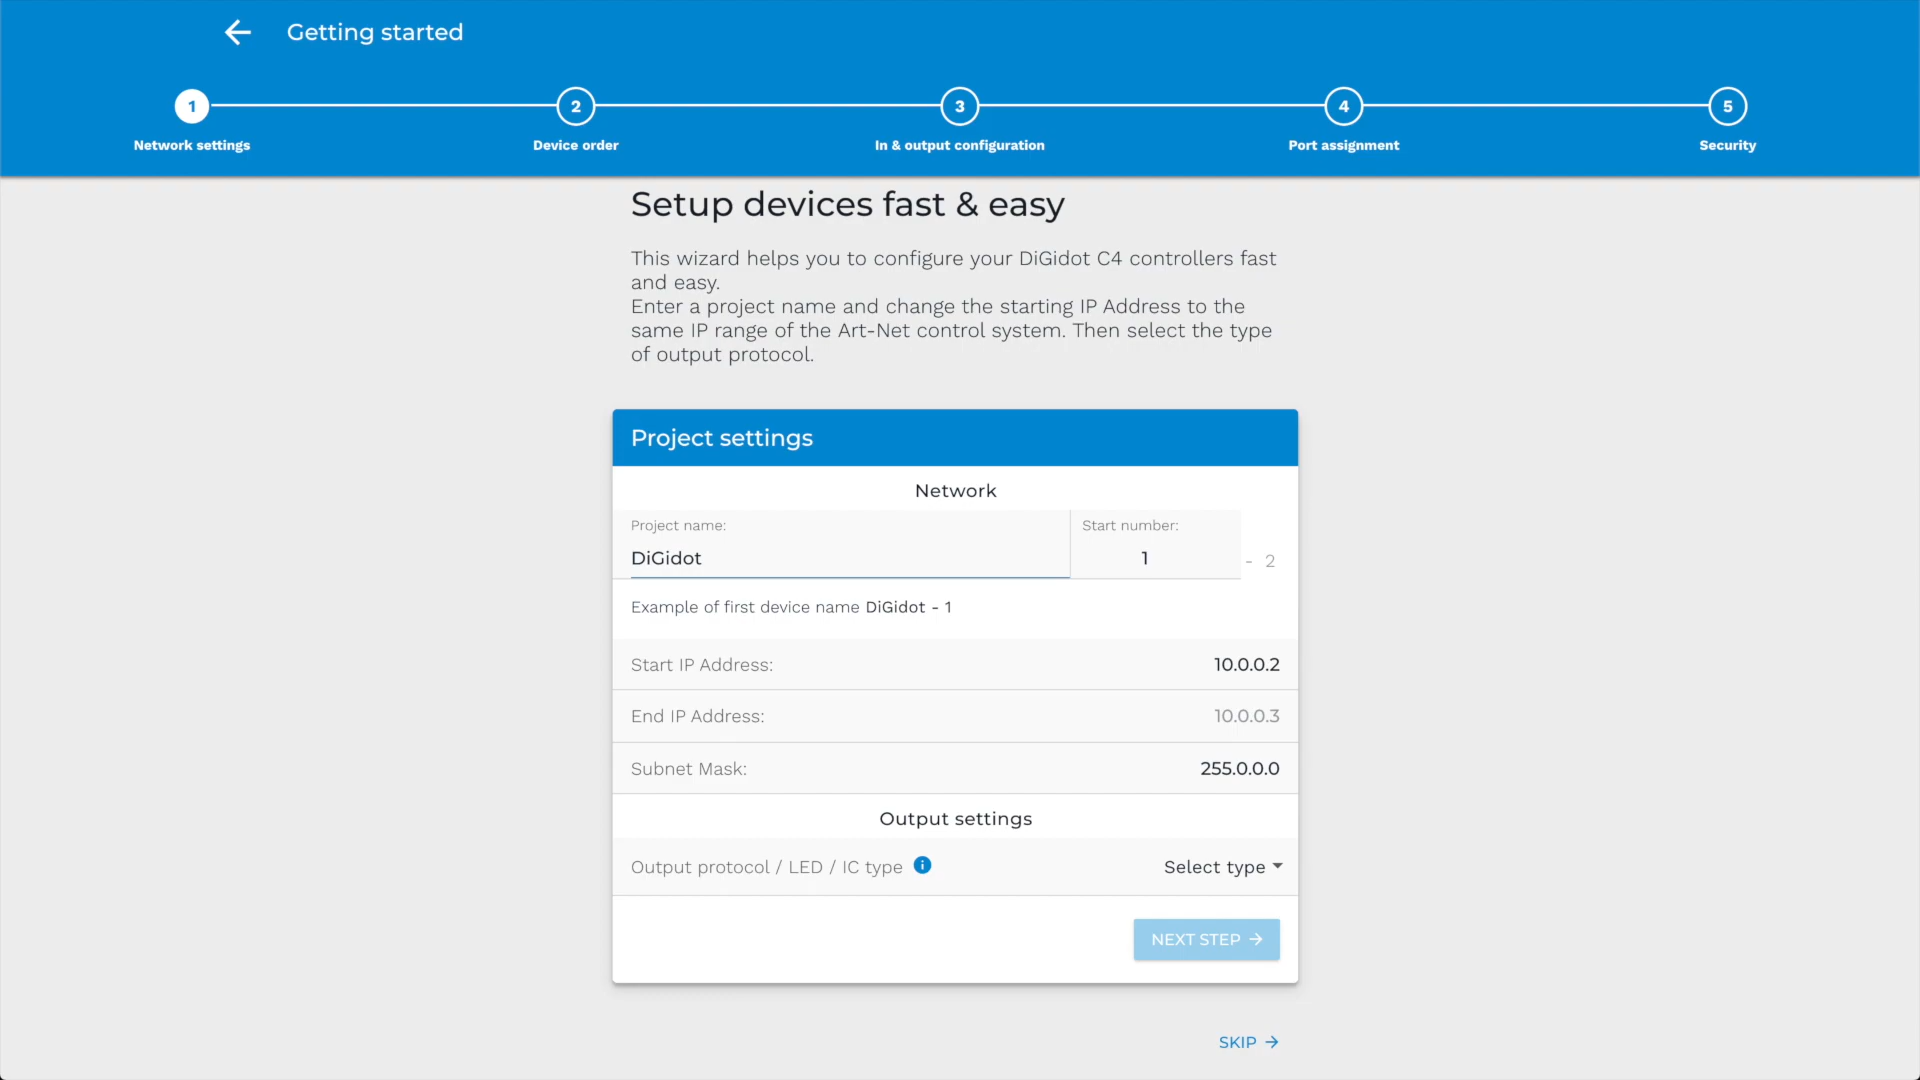 Getting started
1
2
3
4
5
Network settings
Device order
In & output configuration
Port assignment
Security
Setup devices fast & easy
This wizard helps you to configure your DiGidot C4 controllers fast
and easy.
Enter a project name and change the starting IP Address to the
same IP range of the Art-Net control system. Then select the type
of output protocol.
Project settings
Network
Project name:
Start number:
DiGidot
1
- 2
Example of first device name DiGidot - 1
Start IP Address:
10.0.0.2
End IP Address:
10.0.0.3
Subnet Mask:
255.0.0.0
Output settings
Output protocol / LED / IC type
Select type
NEXT STEP
SKIP